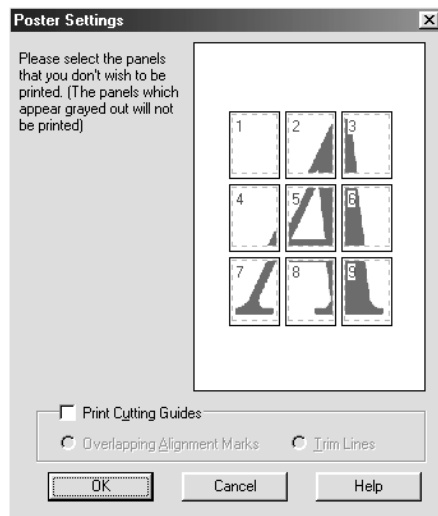 Poster Settings
Please select the panels
that you don't wish to be
printed. (The panels which
appear grayed out will not
be printed)
1 2 3
4 5 6
7 8 9
Print Cutting Guides
Overlapping Alignment Marks Trim Lines
OK Cancel Help